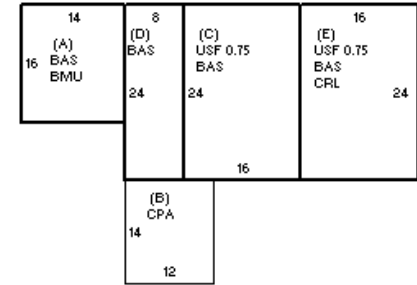 14
8
16
(A)
BAS
BMU
16
(D)
BAS
24
(C)
USF 0.75
BAS
24
16
(E)
USF 0.75
BAS
CRL
24
(B)
CPA
14
12